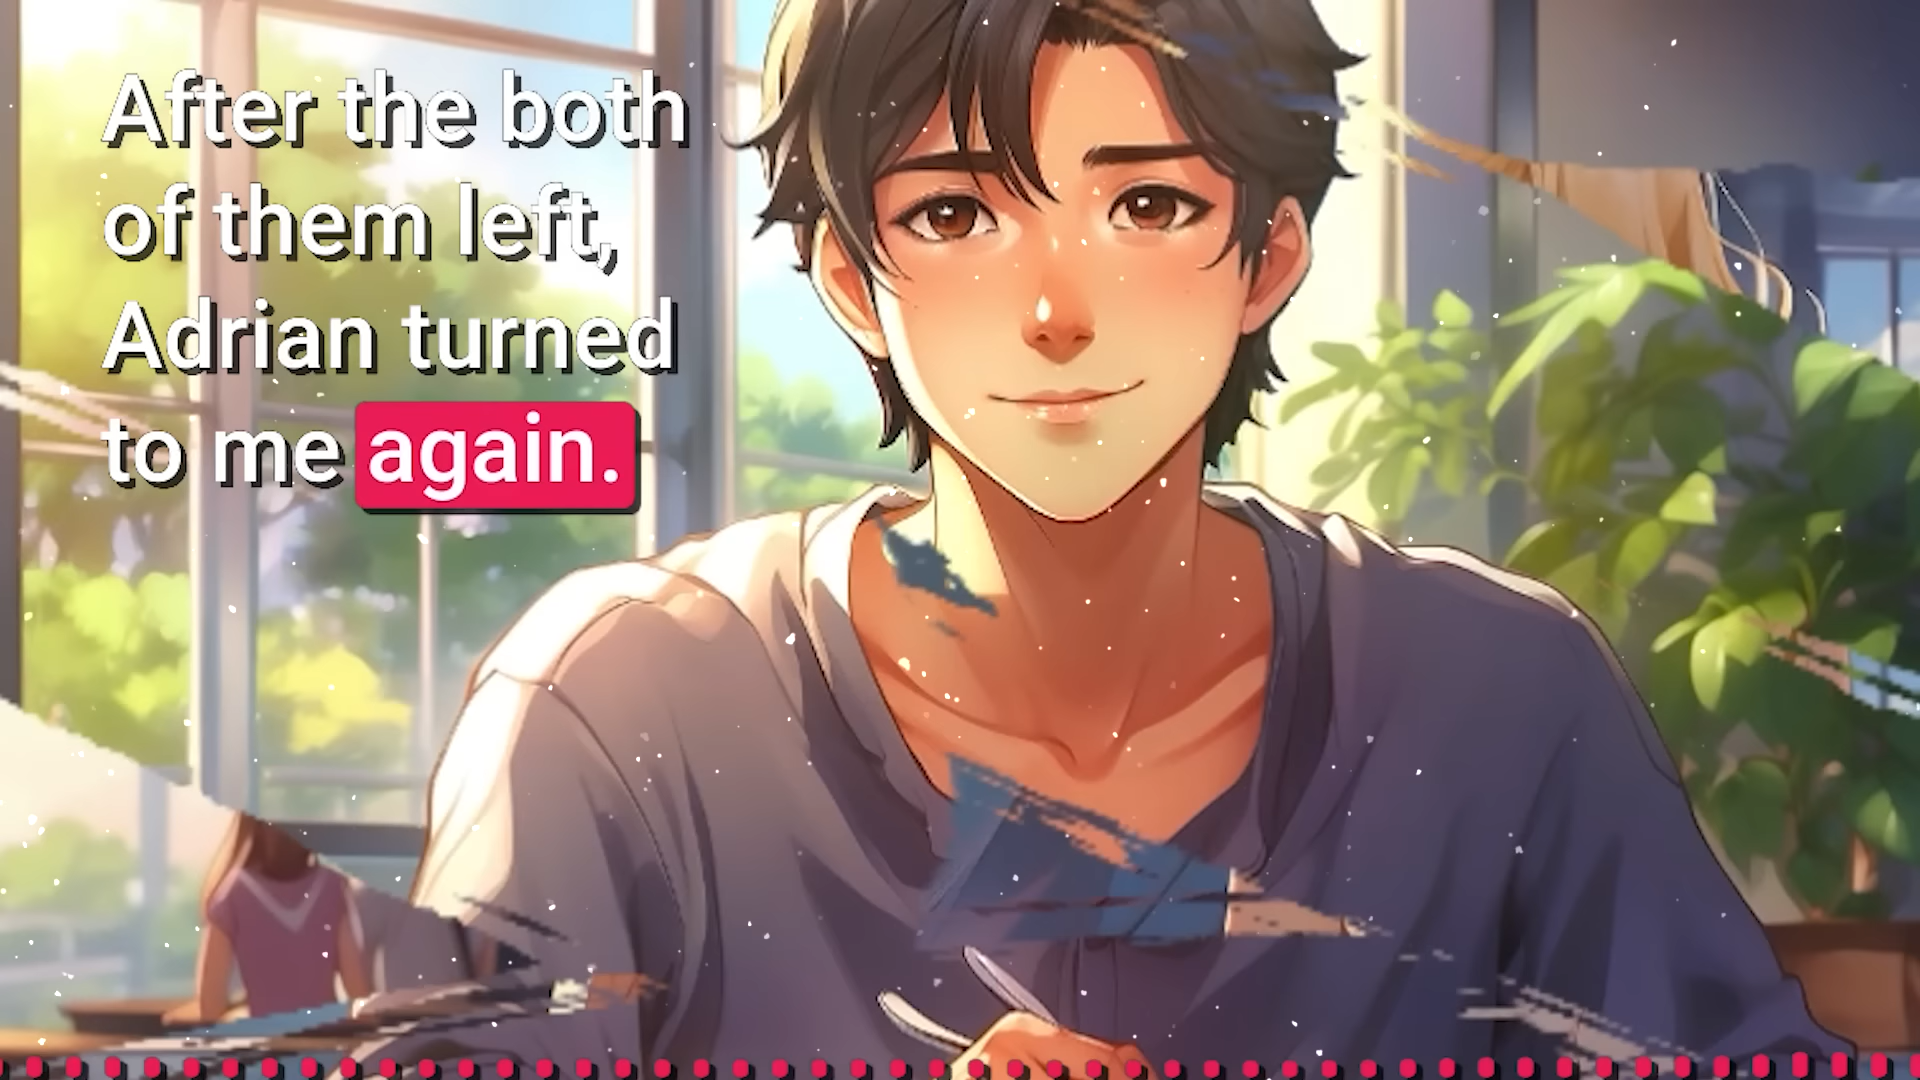 After the both
of them left,
Adrian turned
to me again.